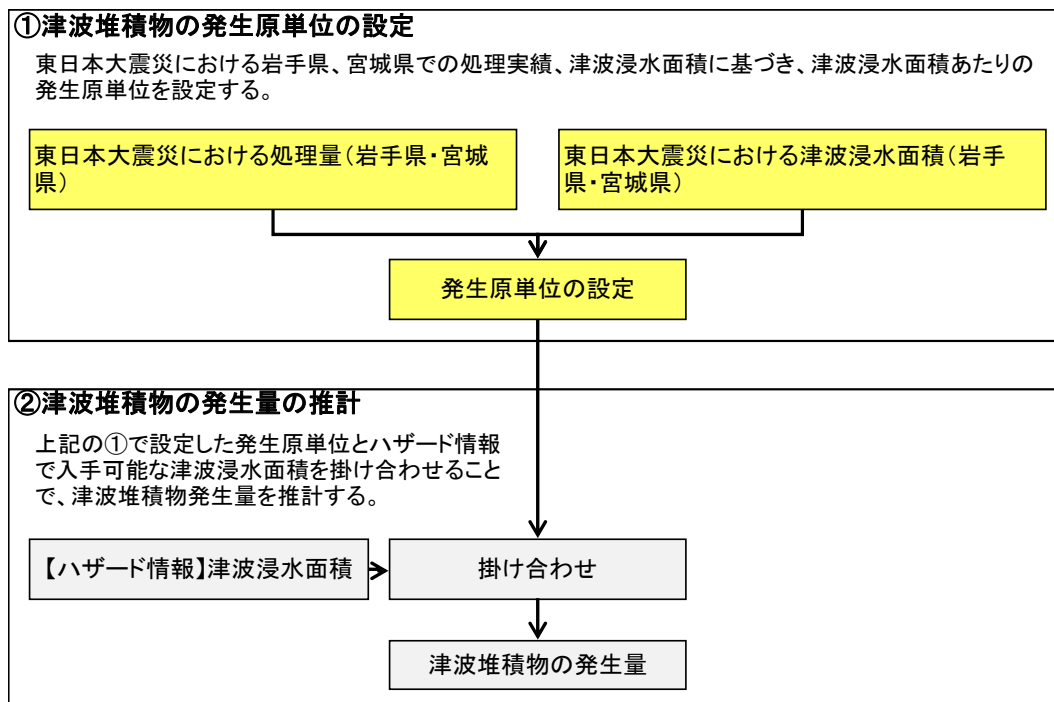 ①津波堆積物の発生原単位の設定
東日本大震災における岩手県、宮城県での処理実績、津波浸水面積に基づき、津波浸水面積あたりの
発生原単位を設定する。
東日本大震災における処理量(岩手県・宮城
県)
東日本大震災における津波浸水面積(岩手
県・宮城県)
発生原単位の設定
②津波堆積物の発生量の推計
上記の①で設定した発生原単位とハザード情報
で入手可能な津波浸水面積を掛け合わせること
で、津波堆積物発生量を推計する。
【ハザード情報】津波浸水面積
掛け合わせ
津波堆積物の発生量